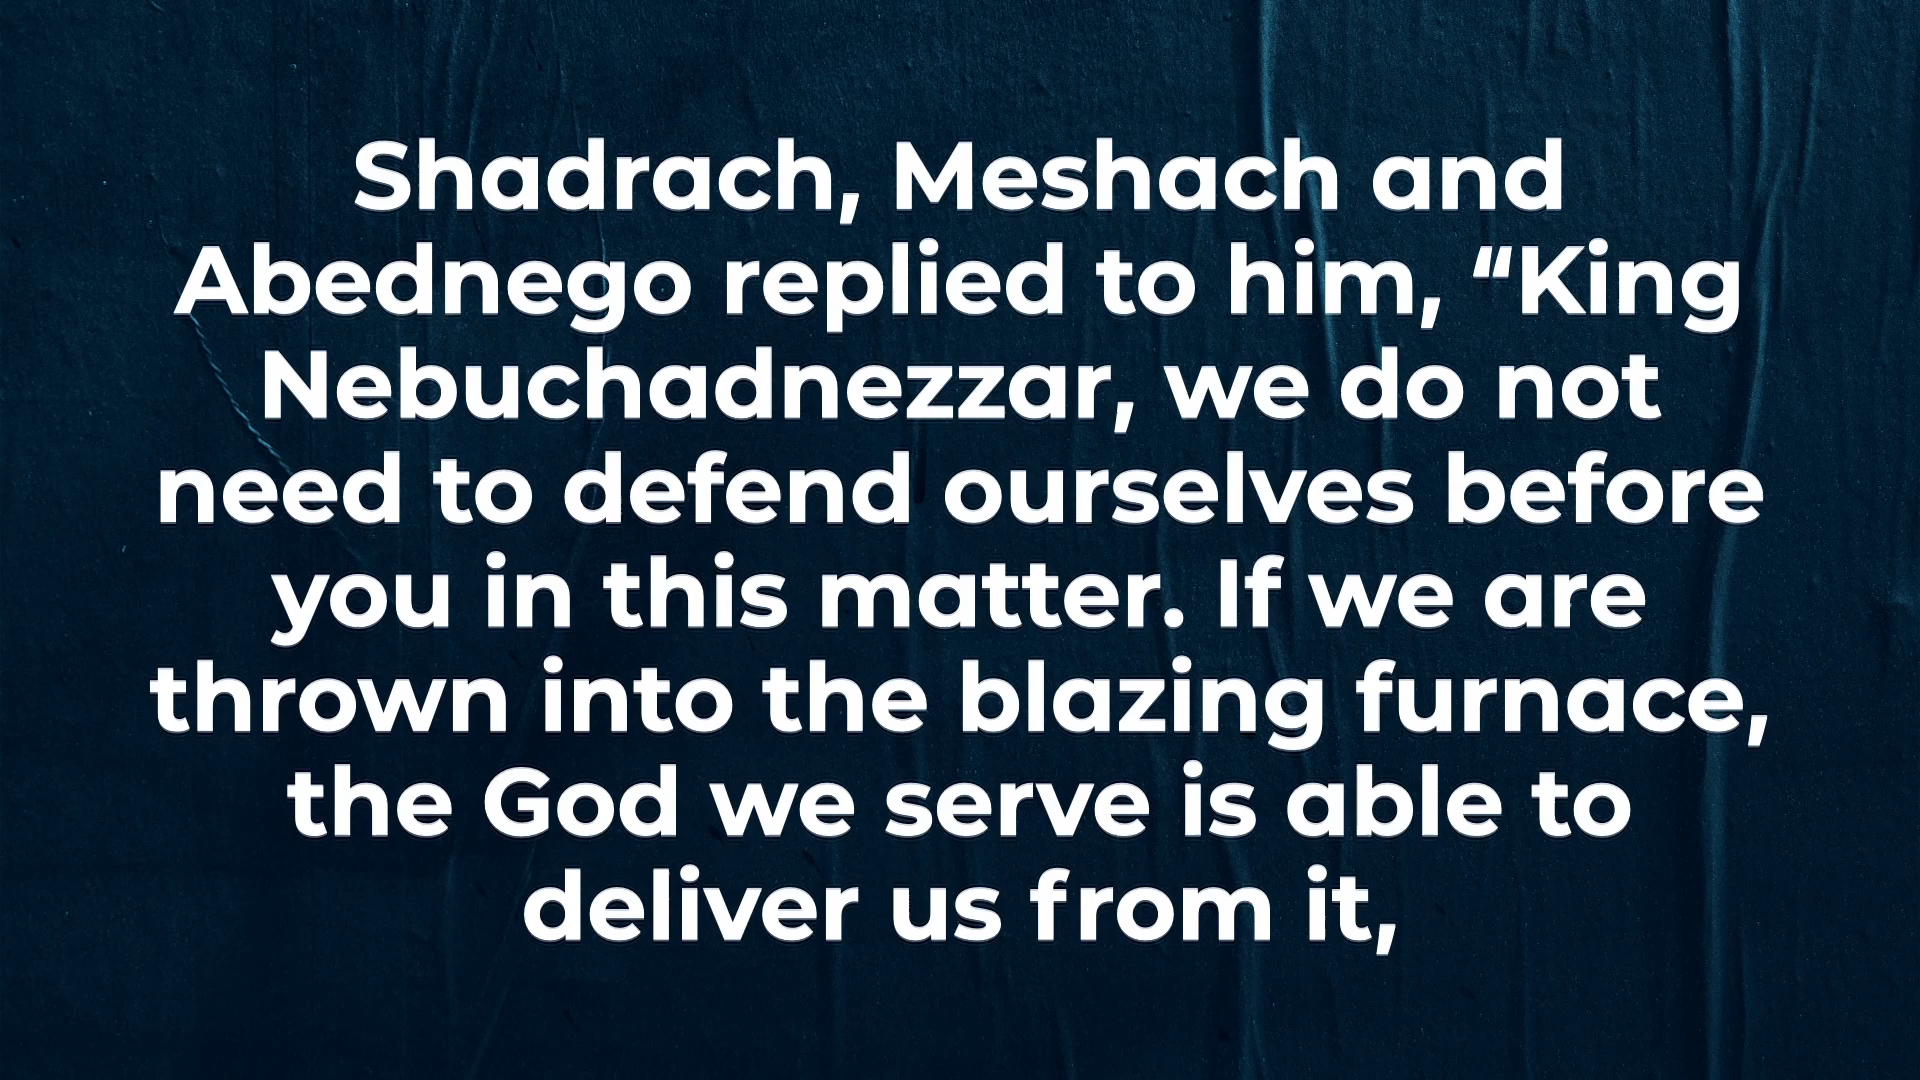 Shadrach, Meshach and
Abednego replied to him, “King
Nebuchadnezzar, we do not
need to defend ourselves before
you in this matter. If we are
thrown into the blazing furnace,
the God we serve is able to
deliver us from it,